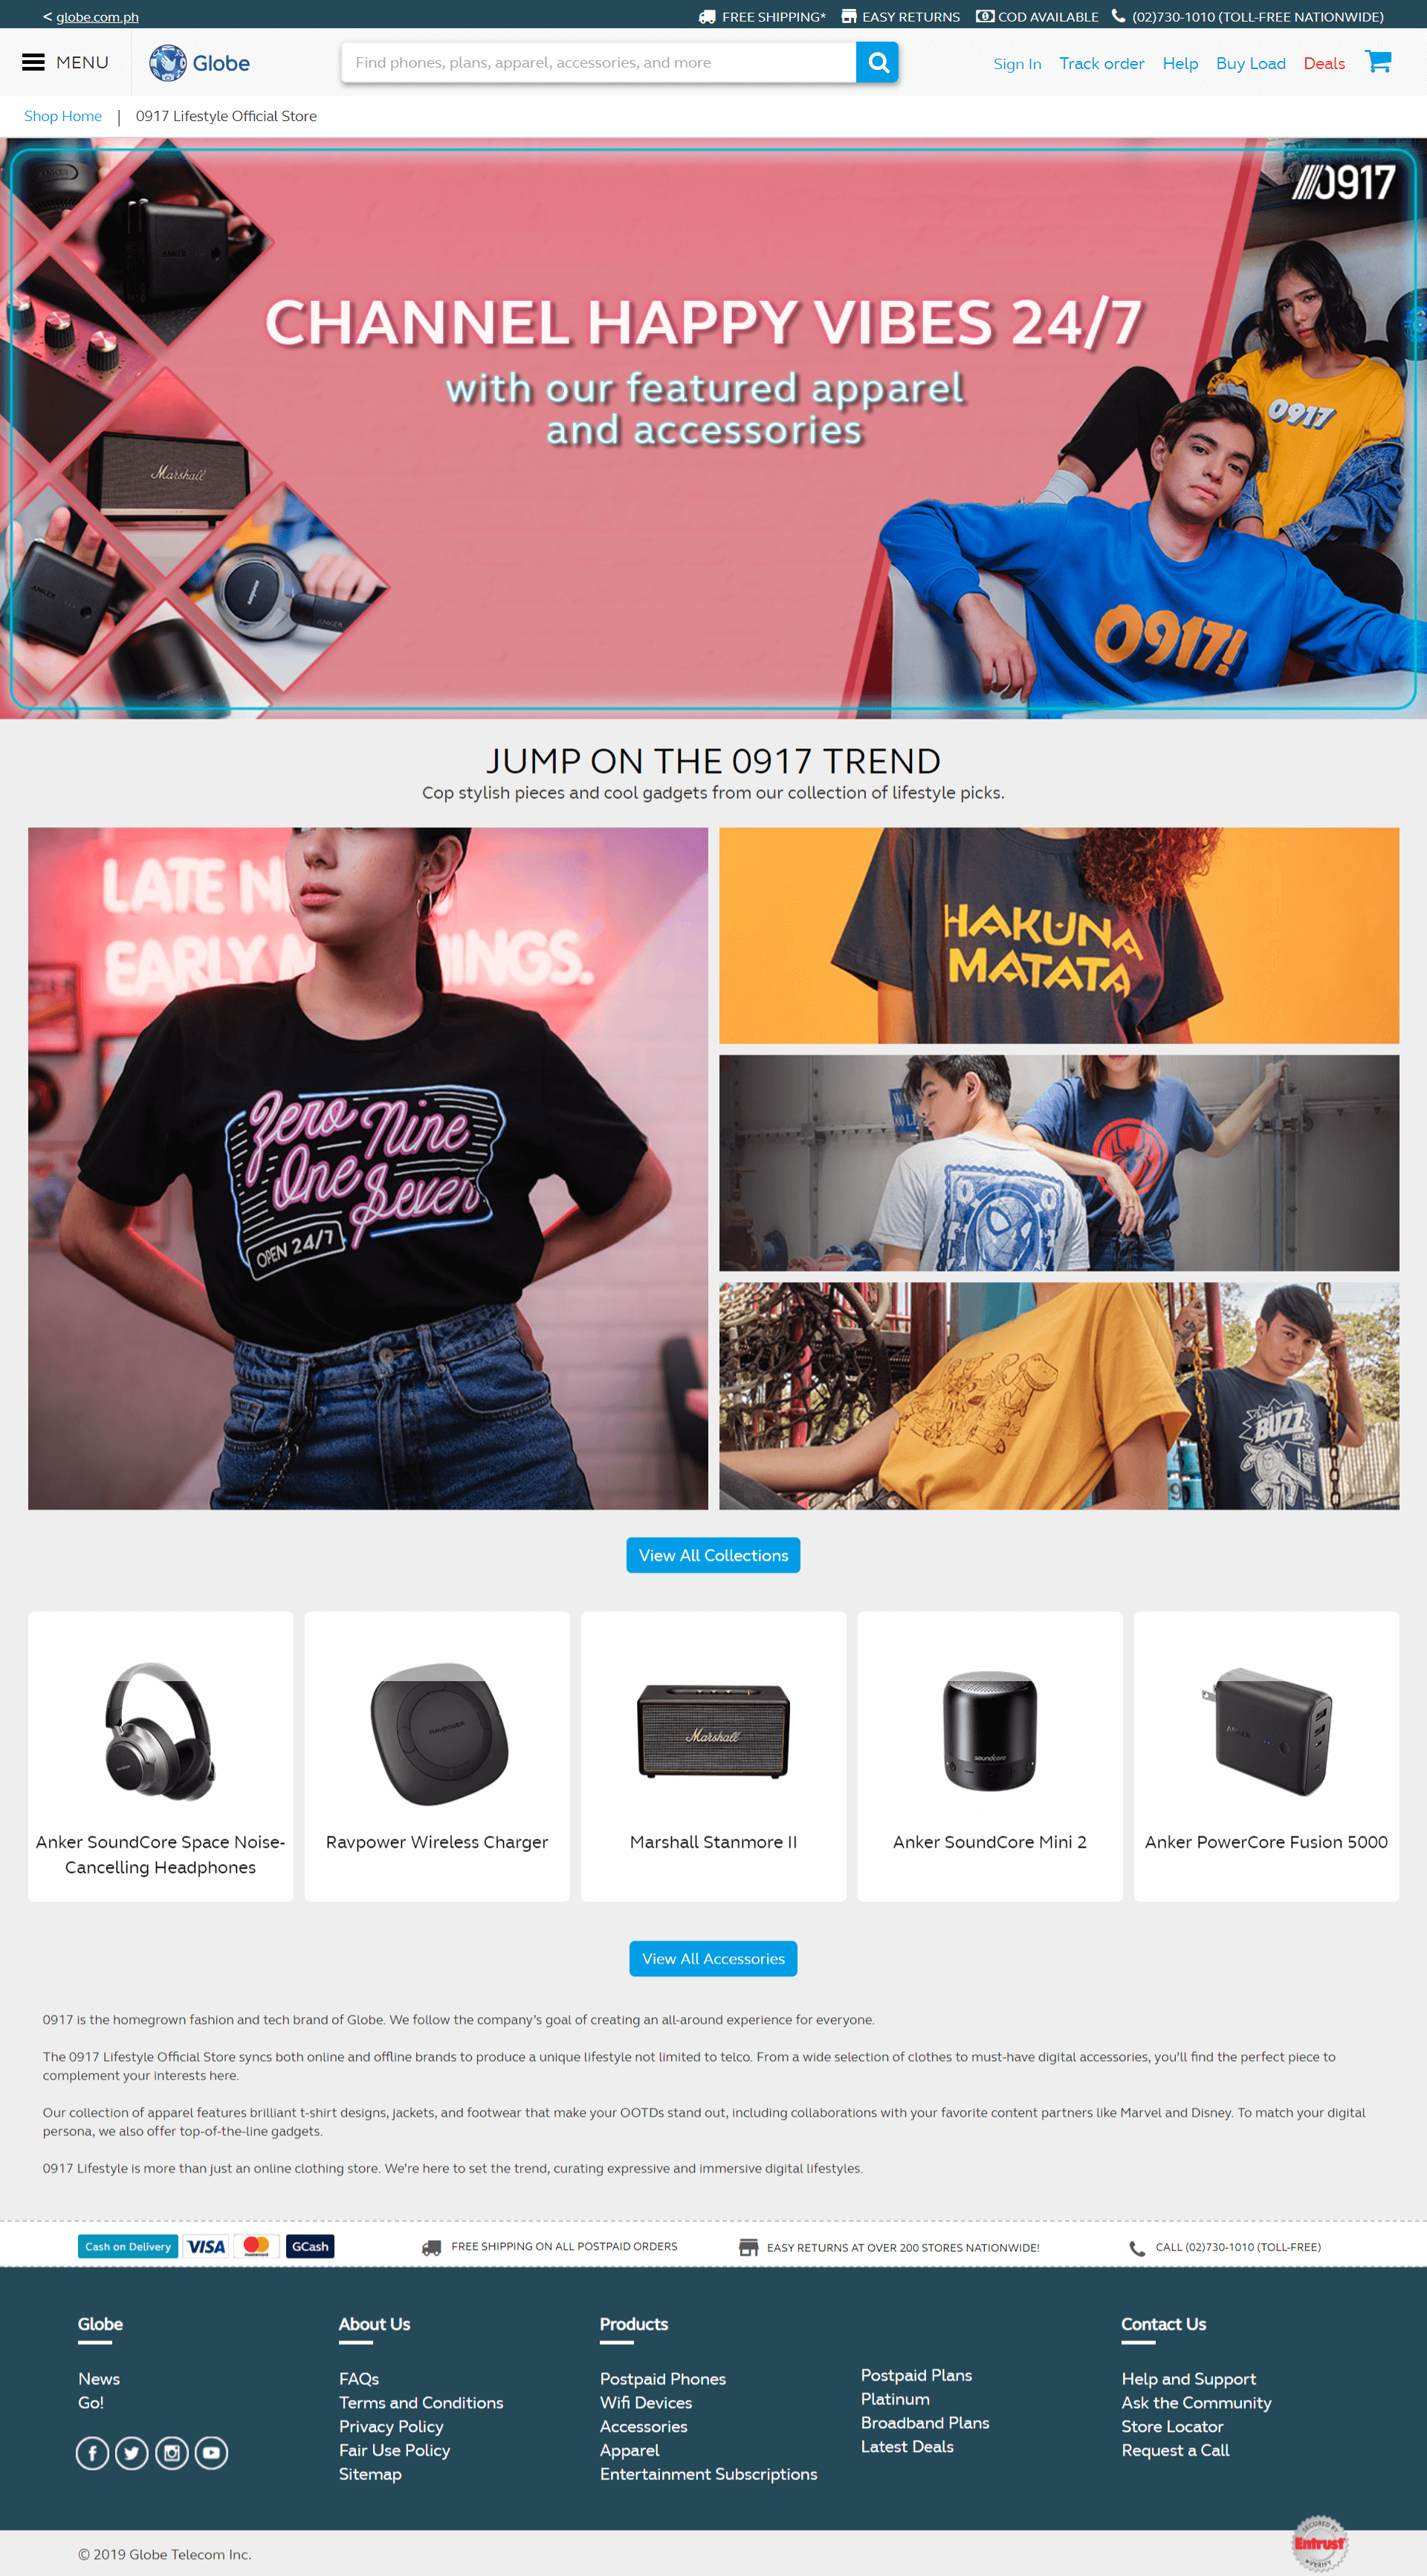 < globe.com.ph
FREE SHIPPING* EASY RETURNS COD AVAILABLE (02)730-1010 (TOLL-FREE NATIONWIDE)
MENU
Globe
Find phones, plans, apparel, accessories, and more
Sign In Track order Help Buy Load Deals
Shop Home | 0917 Lifestyle Official Store
0917
ANKER
CHANNEL HAPPY VIBES 24/7
with our featured apparel
and accessories
Marshall
0917
ANKER
soundcore
ANKER
0917!
soundcore
JUMP ON THE 0917 TREND
Cop stylish pieces and cool gadgets from our collection of lifestyle picks.
LATE N
EARLY M NINGS.
Zero Nine
One Seven
OPEN 24/7
HAKUNA
MATATA
BUZZ
View All Collections
RAVPOWER
Marshall
soundcore
ANKER
Anker SoundCore Space Noise-
Cancelling Headphones
Ravpower Wireless Charger
Marshall Stanmore II
Anker SoundCore Mini 2
Anker PowerCore Fusion 5000
View All Accessories
0917 is the homegrown fashion and tech brand of Globe. We follow the company's goal of creating an all-around experience for everyone.
The 0917 Lifestyle Official Store syncs both online and offline brands to produce a unique lifestyle not limited to telco. From a wide selection of clothes to must-have digital accessories, you'll find the perfect piece to
complement your interests here.
Our collection of apparel features brilliant t-shirt designs, jackets, and footwear that make your OOTDs stand out, including collaborations with your favorite content partners like Marvel and Disney. To match your digital
persona, we also offer top-of-the-line gadgets.
0917 Lifestyle is more than just an online clothing store. We're here to set the trend, curating expressive and immersive digital lifestyles.
Cash on Delivery VISA mastercard GCash
FREE SHIPPING ON ALL POSTPAID ORDERS
EASY RETURNS AT OVER 200 STORES NATIONWIDE!
CALL (02)730-1010 (TOLL-FREE)
Globe
News
Go!
About Us
FAQs
Terms and Conditions
Privacy Policy
Fair Use Policy
Sitemap
Products
Postpaid Phones
Wifi Devices
Accessories
Apparel
Entertainment Subscriptions
Postpaid Plans
Platinum
Broadband Plans
Latest Deals
Contact Us
Help and Support
Ask the Community
Store Locator
Request a Call
© 2019 Globe Telecom Inc.
SECURED BY
Entrust
VERIFY